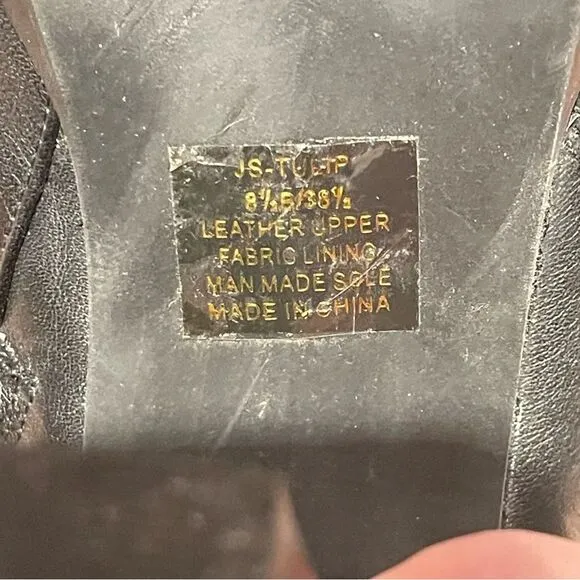 JS-TULIP
8½B/38½
LEATHER UPPER
FABRIC LINING
MAN MADE SOLE
MADE IN CHINA